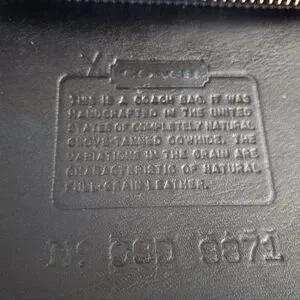 COACH
THIS IS A COACH BAG. IT WAS
HANDCRAFTED IN THE UNITED
STATES OF COMPLETELY NATURAL
GLOVE-TANNED COWHIDE. THE
VARIATIONS IN THE GRAIN ARE
CHARACTERISTIC OF NATURAL
FULL-GRAIN LEATHER.
Nº 9871